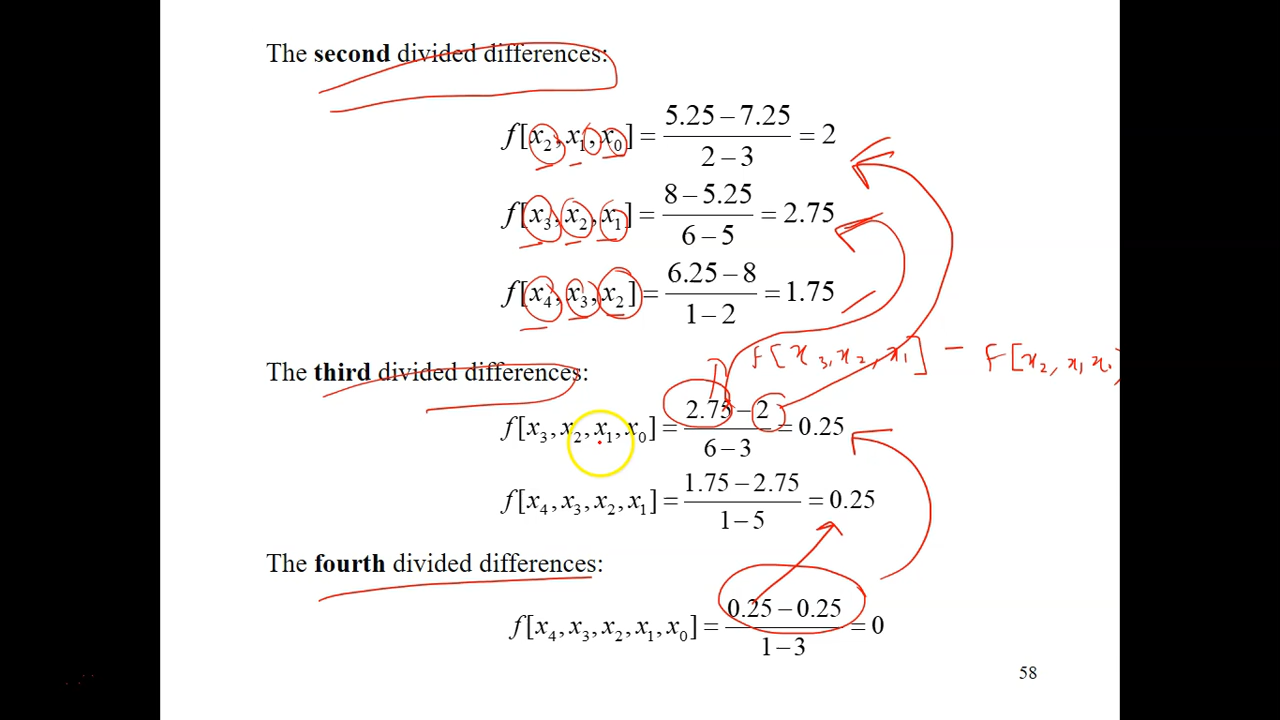 The second divided differences:
f[x₂, x₁, x₀] = (5.25 − 7.25)/(2 − 3) = 2
f[x₃, x₂, x₁] = (8 − 5.25)/(6 − 5) = 2.75
f[x₄, x₃, x₂] = (6.25 − 8)/(1 − 2) = 1.75
f[x₃, x₂, x₁] − f[x₂, x₁ x₀]
The third divided differences:
f[x₃, x₂, x₁, x₀] = (2.75 − 2)/(6 − 3) = 0.25
f[x₄, x₃, x₂, x₁] = (1.75 − 2.75)/(1 − 5) = 0.25
The fourth divided differences:
f[x₄, x₃, x₂, x₁, x₀] = (0.25 − 0.25)/(1 − 3) = 0
58